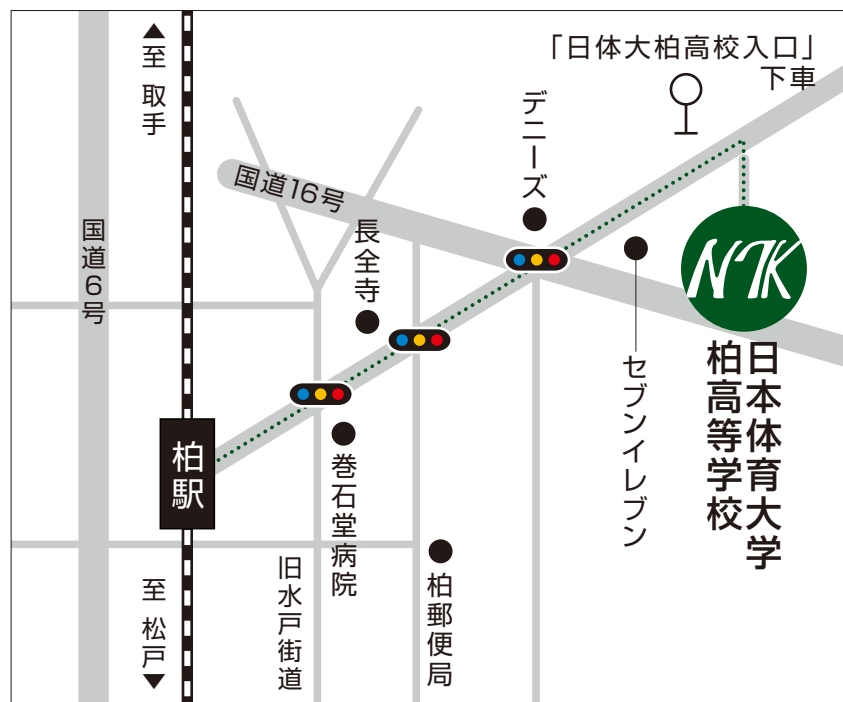 ▲
至 取手
国道6号
柏駅
至 松戸
▼
国道16号
長全寺
巻石堂病院
旧水戸街道
柏郵便局
デニーズ
「日体大柏高校入口」
下車
セブンイレブン
NTK
日本体育大学
柏高等学校